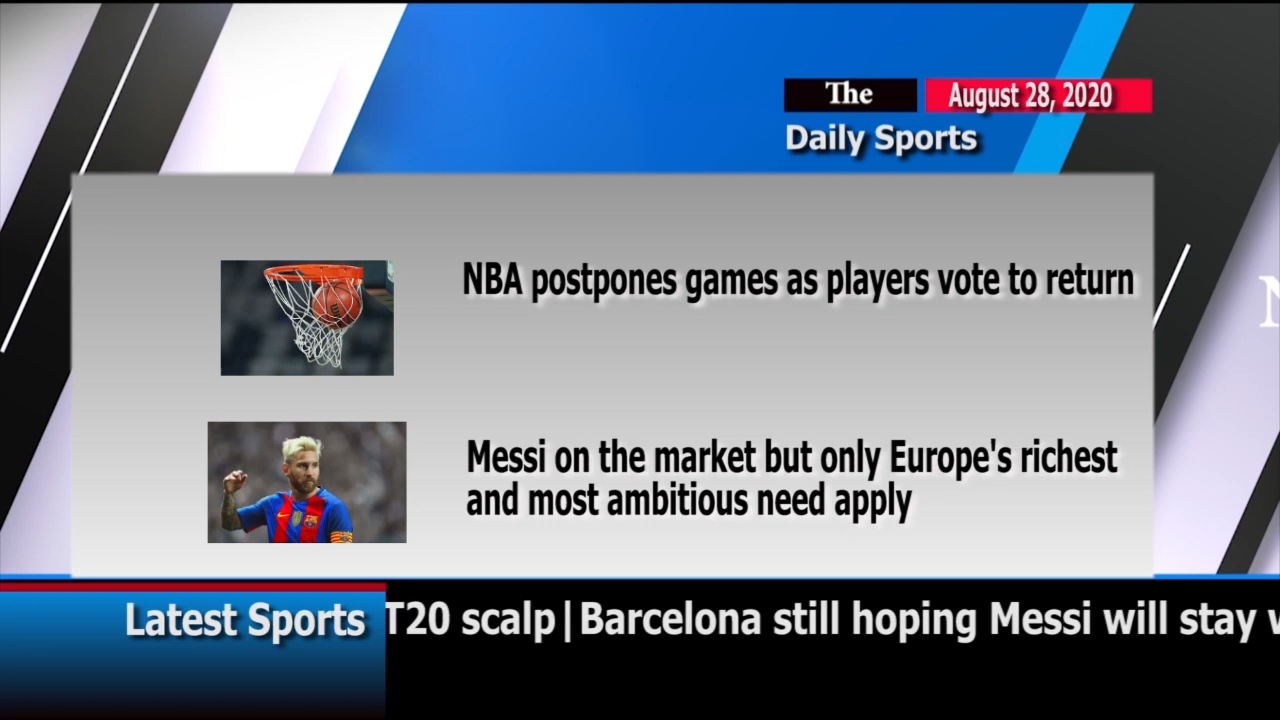 The
August 28, 2020
Daily Sports
NBA postpones games as players vote to return
Messi on the market but only Europe's richest
and most ambitious need apply
Latest Sports
T20 scalp|Barcelona still hoping Messi will stay